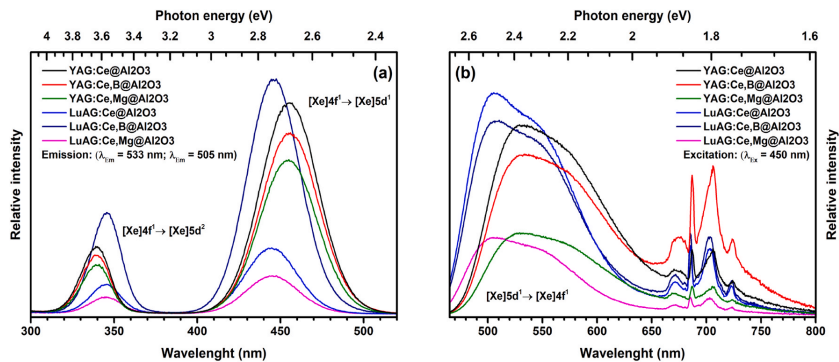 Photon energy (eV)
4 3.8 3.6 3.4 3.2 3 2.8 2.6 2.4
Relative intensity
(a)
YAG:Ce@Al2O3
YAG:Ce,B@Al2O3
YAG:Ce,Mg@Al2O3
LuAG:Ce@Al2O3
LuAG:Ce,B@Al2O3
LuAG:Ce,Mg@Al2O3
Emission: (λEm = 533 nm; λEm = 505 nm)
[Xe]4f¹→ [Xe]5d¹
[Xe]4f¹→ [Xe]5d²
300 350 400 450 500
Wavelenght (nm)
Photon energy (eV)
2.6 2.4 2.2 2 1.8 1.6
Relative intensity
(b)
YAG:Ce@Al2O3
YAG:Ce,B@Al2O3
YAG:Ce,Mg@Al2O3
LuAG:Ce@Al2O3
LuAG:Ce,B@Al2O3
LuAG:Ce,Mg@Al2O3
Excitation: (λEx = 450 nm)
[Xe]5d¹→ [Xe]4f¹
500 550 600 650 700 750 800
Wavelenght (nm)
Relative intensity